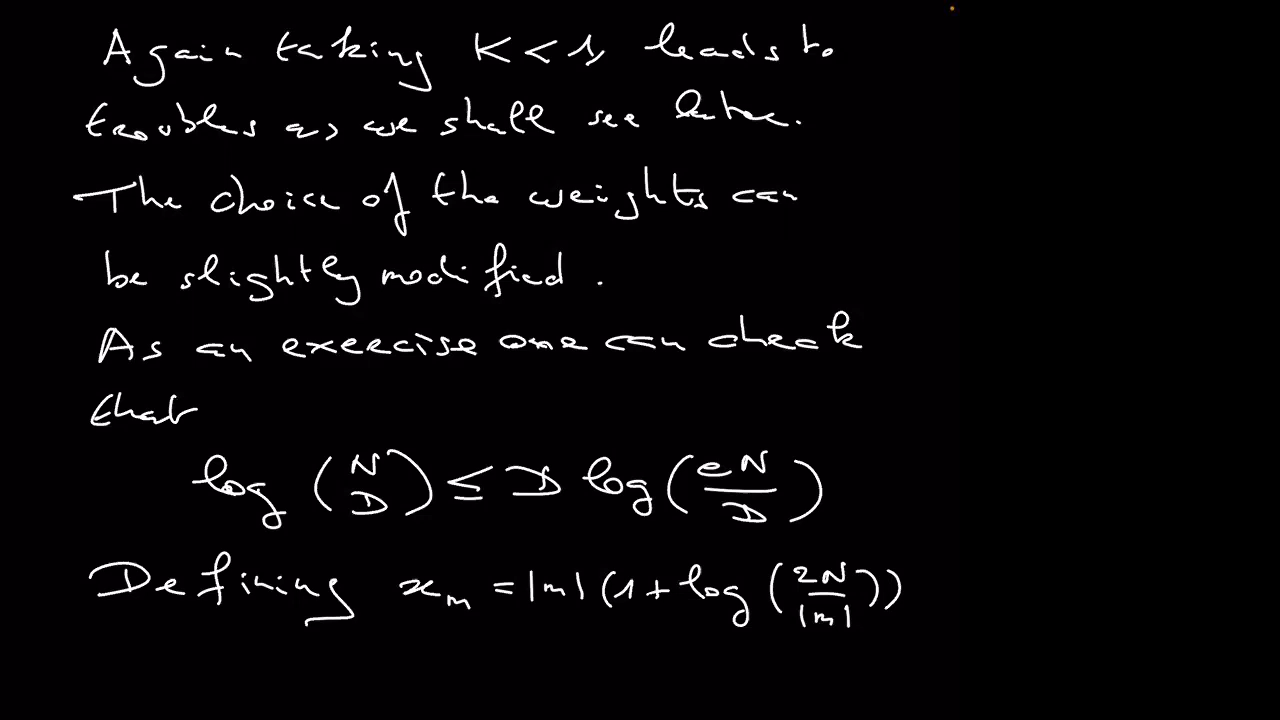 Again taking K < 1, leads to
troubles as we shall see later.
The choice of the weights can
be slightly modified.
As an exercise one can check
that
log (N D) ≤ D log (eN/D)
Defining x_m = |m| (1 + log (2N/|m|))